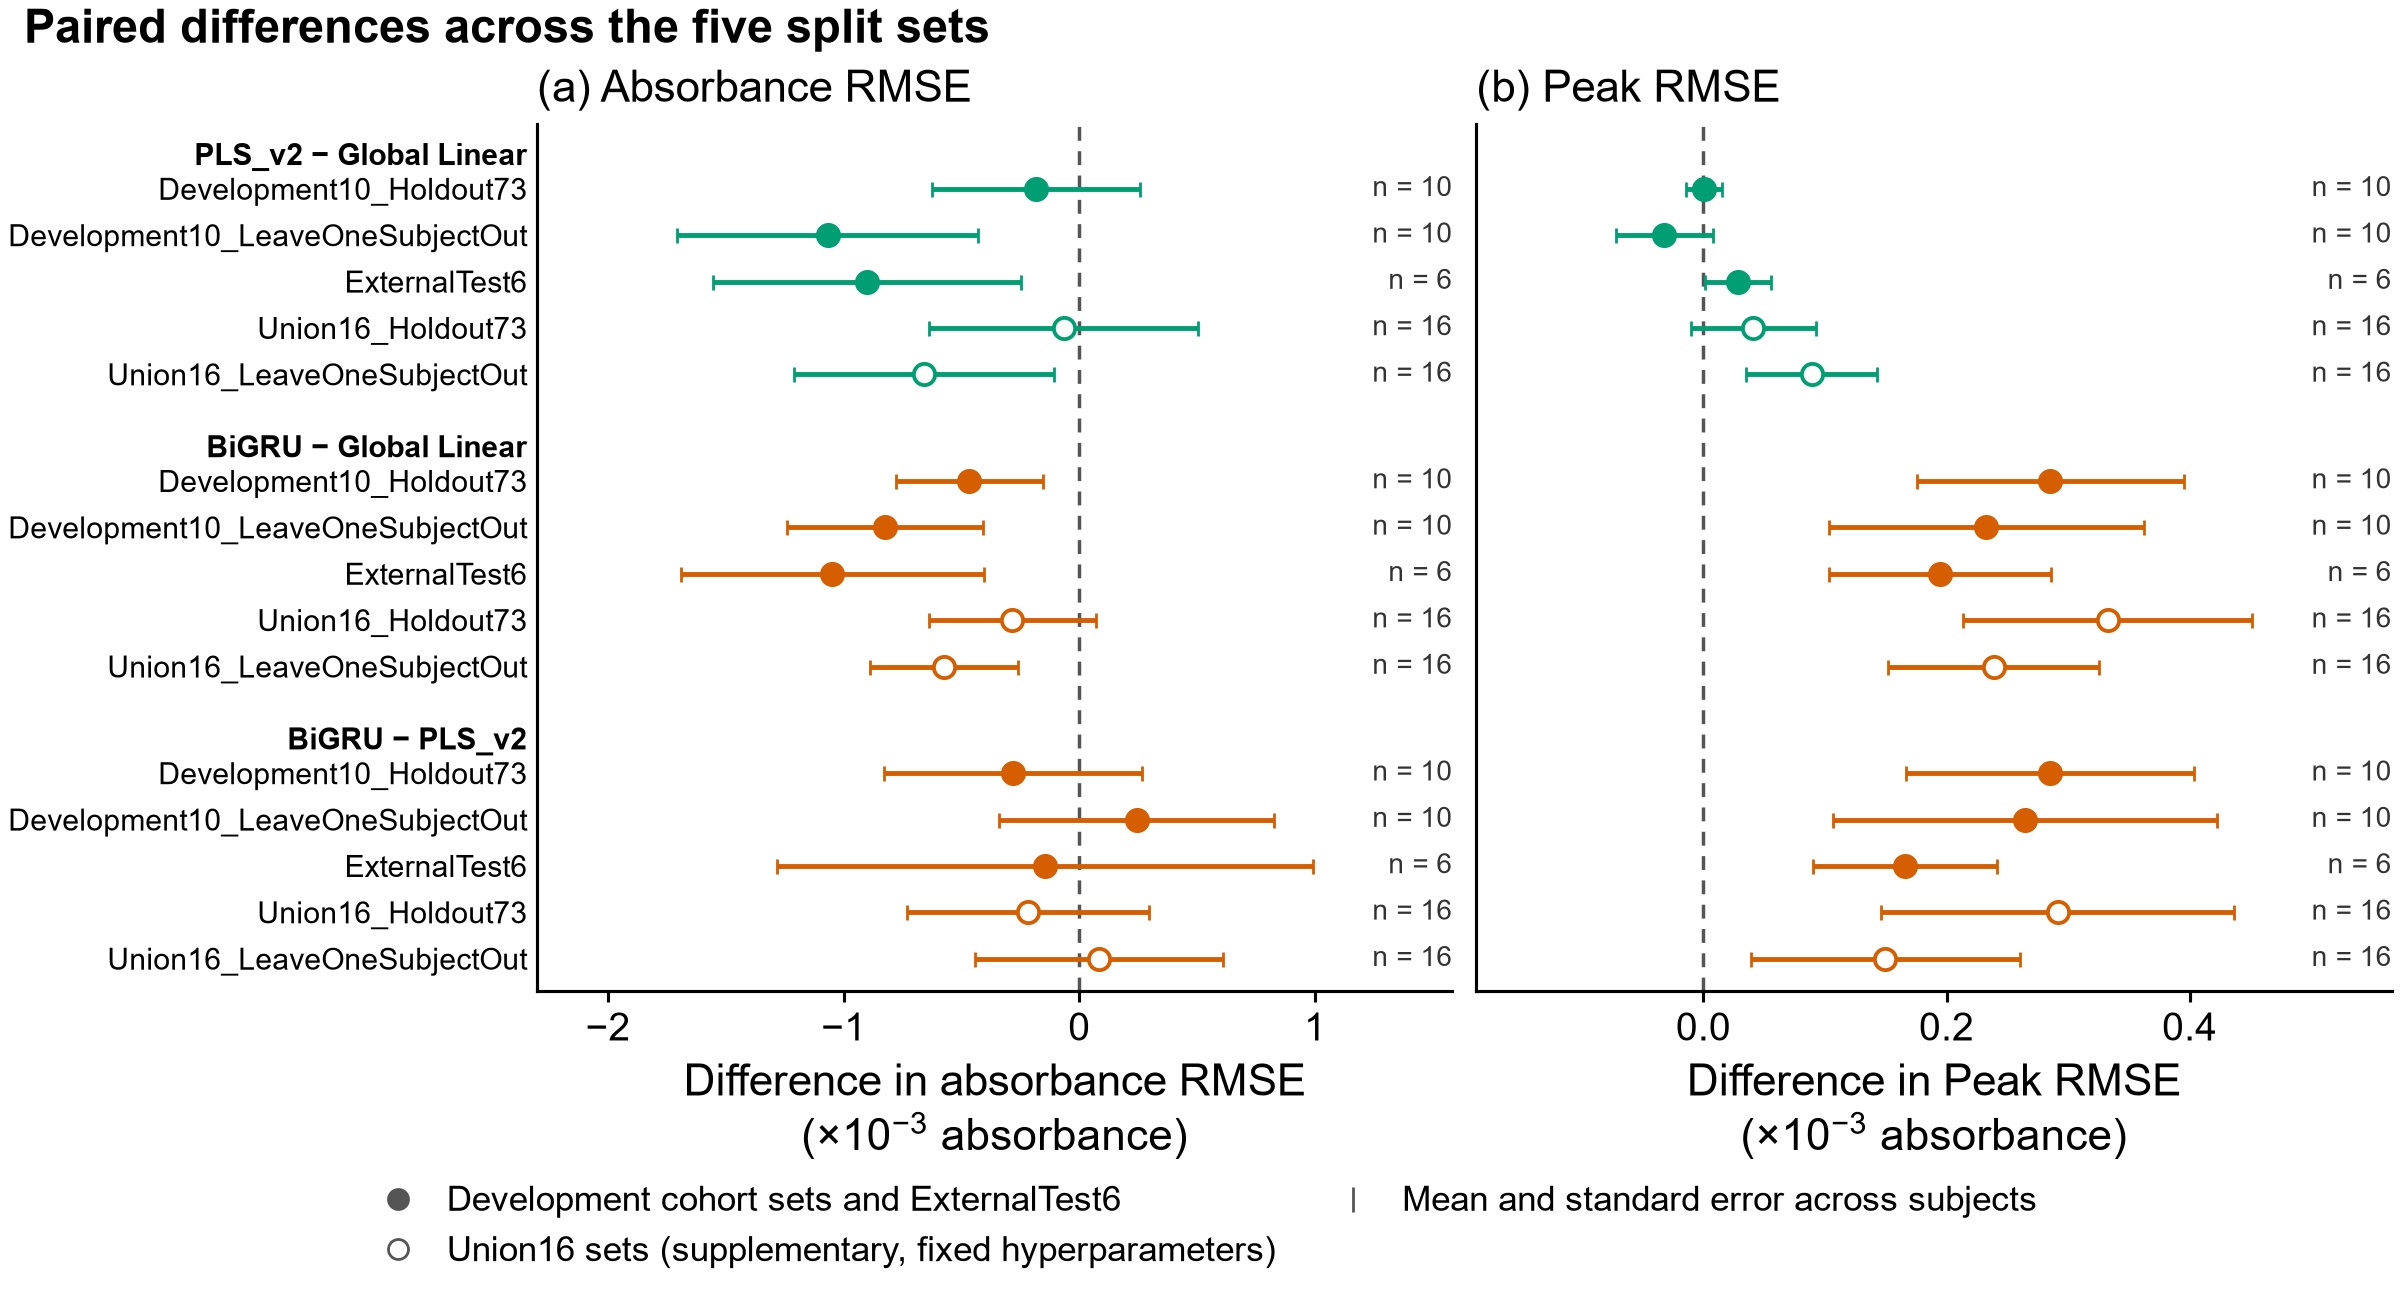 Paired differences across the five split sets
(a) Absorbance RMSE
(b) Peak RMSE
PLS_v2 − Global Linear
Development10_Holdout73 n = 10 n = 10
Development10_LeaveOneSubjectOut n = 10 n = 10
ExternalTest6 n = 6 n = 6
Union16_Holdout73 n = 16 n = 16
Union16_LeaveOneSubjectOut n = 16 n = 16
BiGRU − Global Linear
Development10_Holdout73 n = 10 n = 10
Development10_LeaveOneSubjectOut n = 10 n = 10
ExternalTest6 n = 6 n = 6
Union16_Holdout73 n = 16 n = 16
Union16_LeaveOneSubjectOut n = 16 n = 16
BiGRU − PLS_v2
Development10_Holdout73 n = 10 n = 10
Development10_LeaveOneSubjectOut n = 10 n = 10
ExternalTest6 n = 6 n = 6
Union16_Holdout73 n = 16 n = 16
Union16_LeaveOneSubjectOut n = 16 n = 16
−2 −1 0 1
0.0 0.2 0.4
Difference in absorbance RMSE
(×10⁻³ absorbance)
Difference in Peak RMSE
(×10⁻³ absorbance)
Development cohort sets and ExternalTest6
Union16 sets (supplementary, fixed hyperparameters)
Mean and standard error across subjects